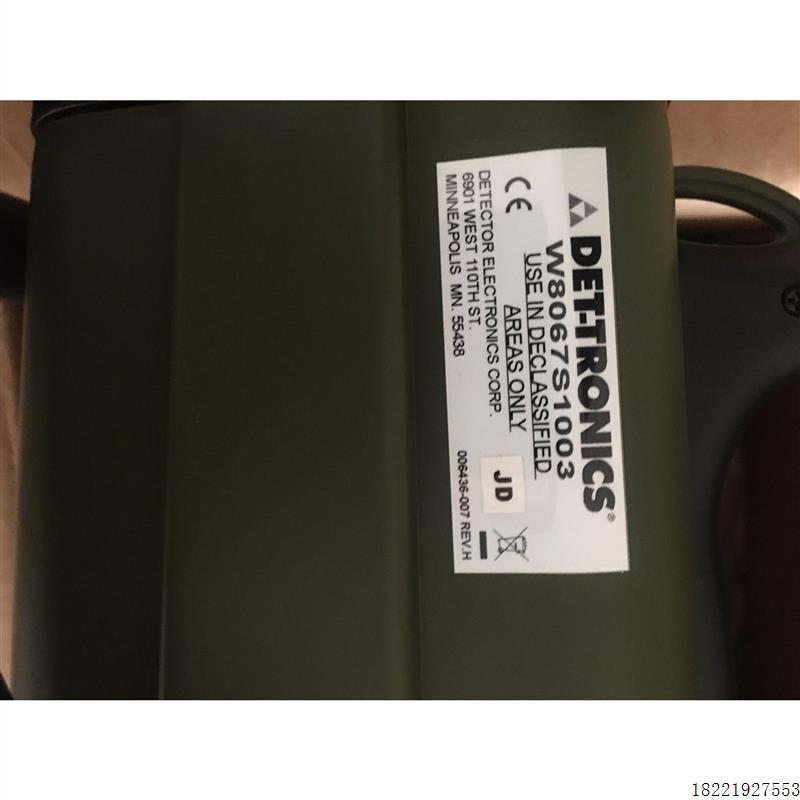 DET-TRONICS®
W8067S1003
USE IN DECLASSIFIED
AREAS ONLY
CE
JD
DETECTOR ELECTRONICS CORP.
6901 WEST 110TH ST.
MINNEAPOLIS MN. 55438
006436-007 REV.H
18221927553